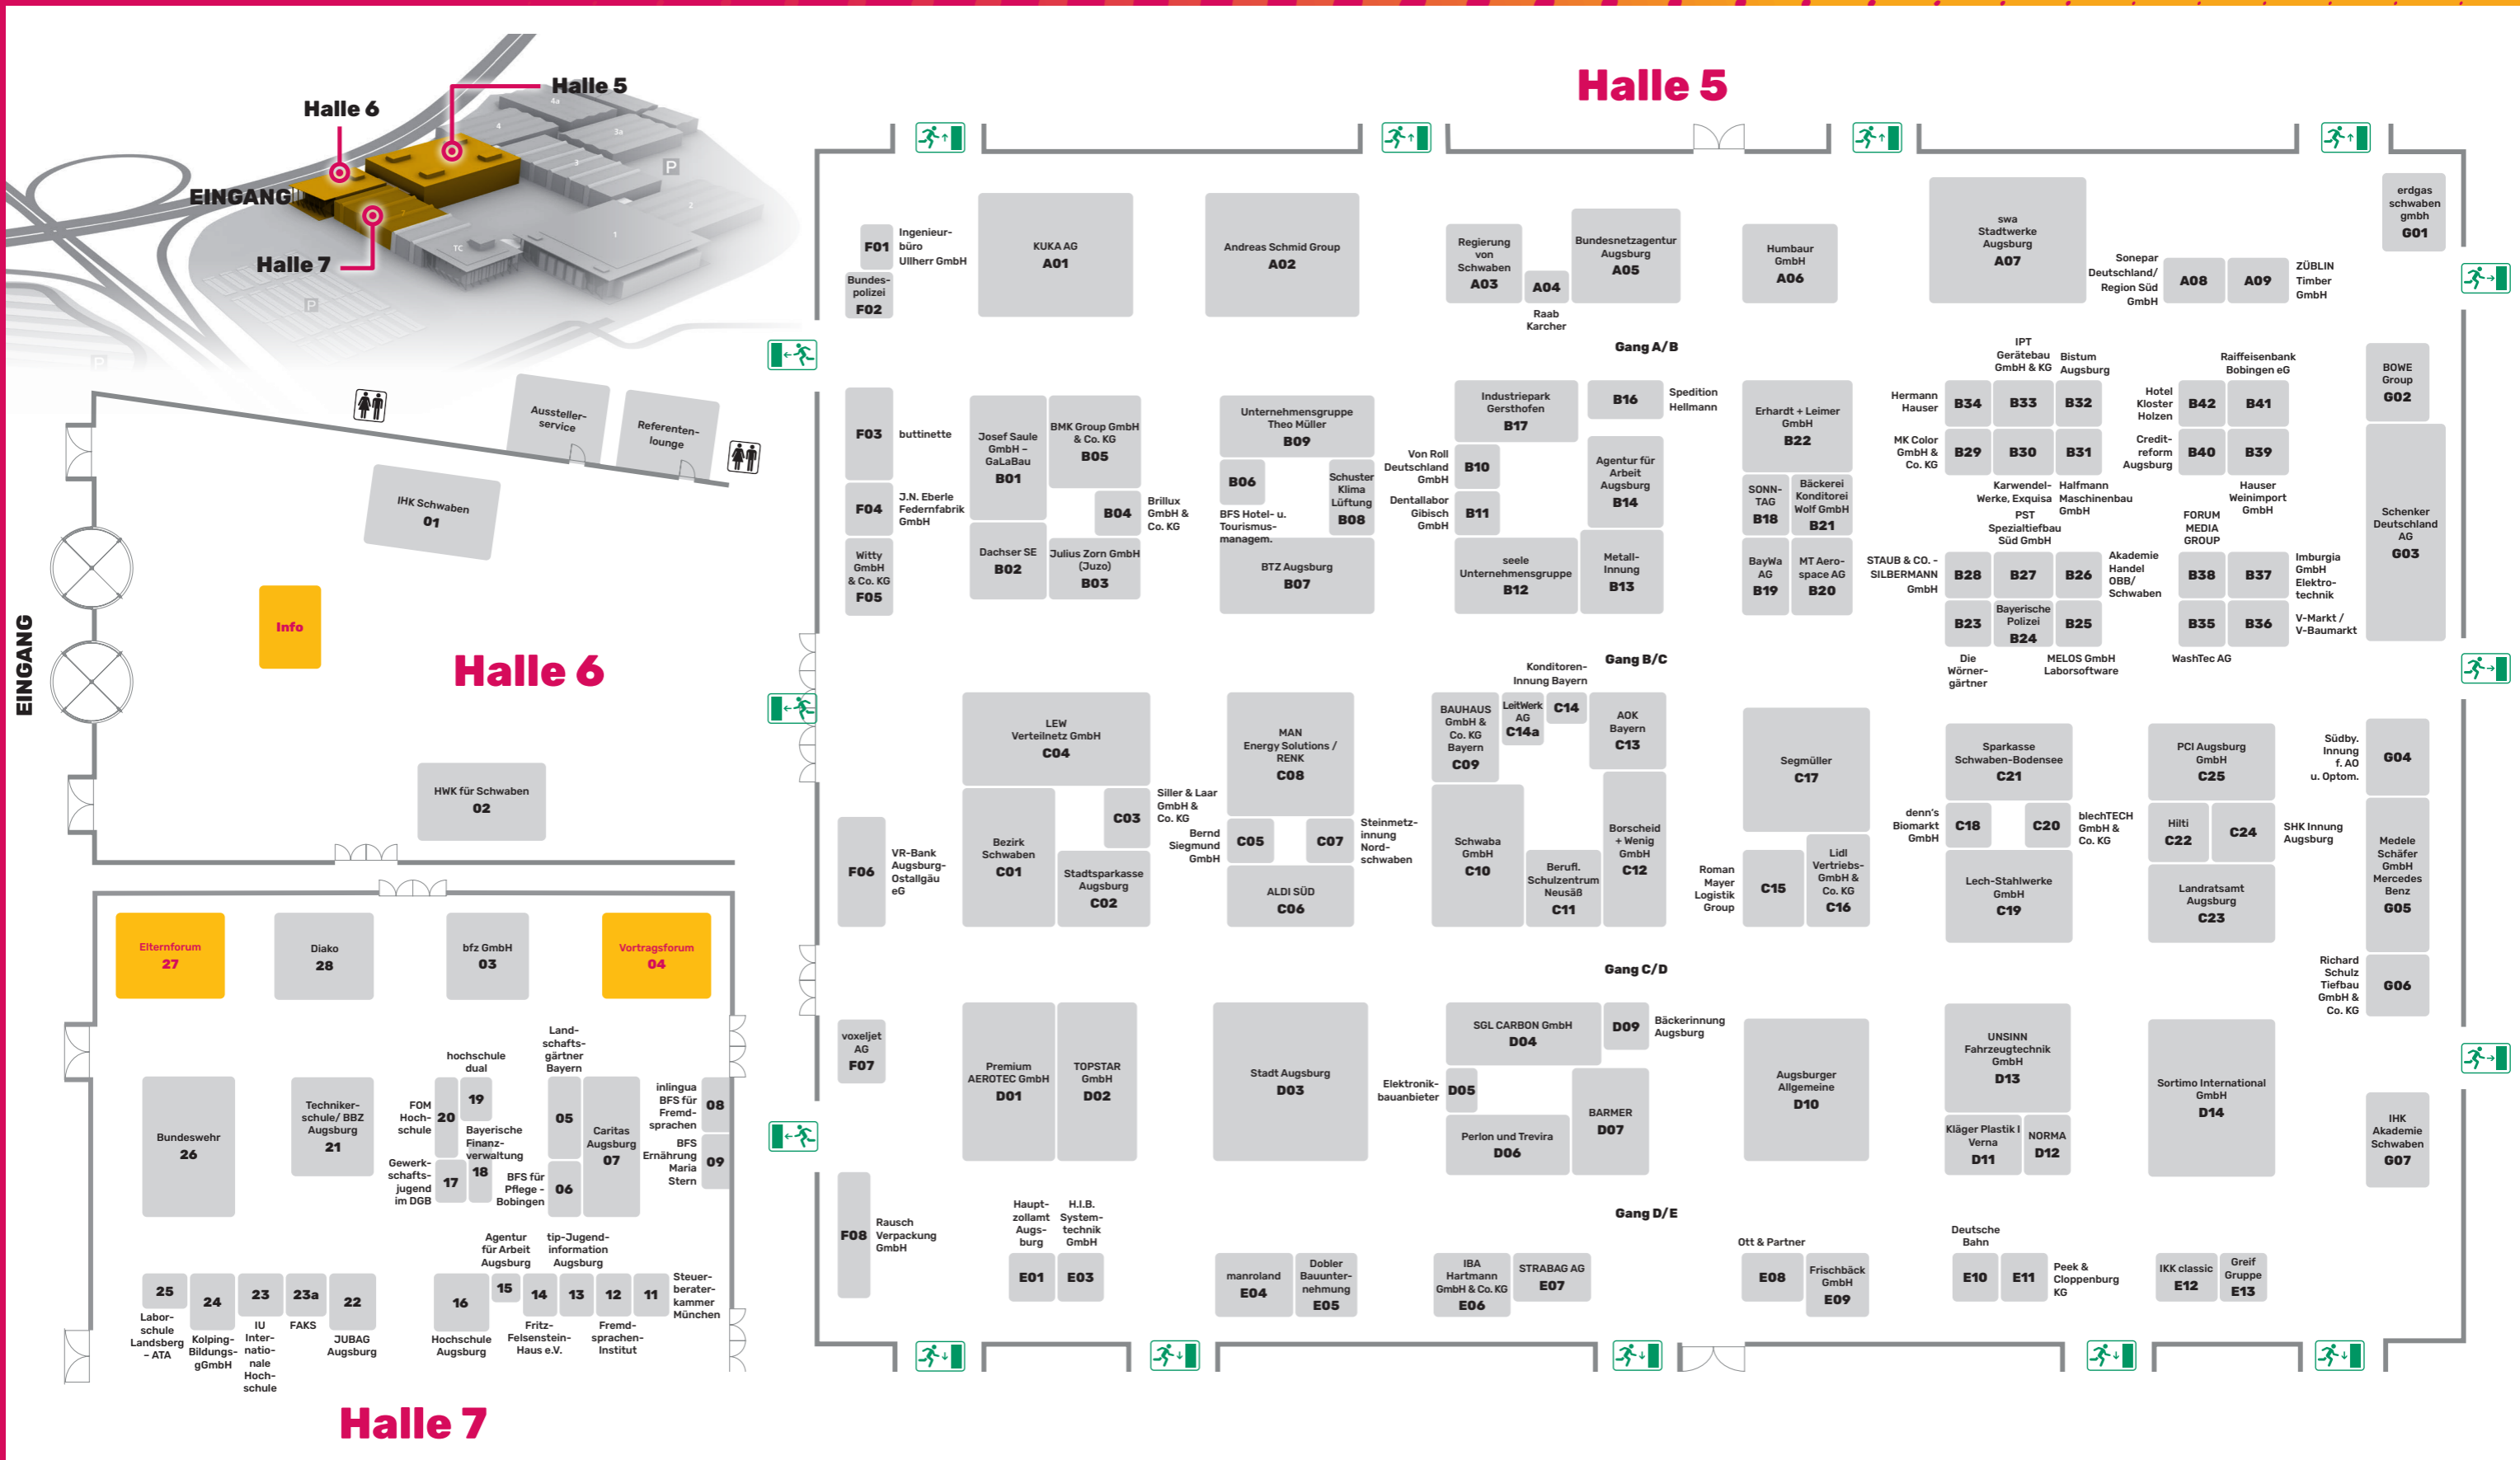 Halle 5
Halle 6
EINGANG
Halle 7
4a
4
3a
3
2
1
7
TC
P
P
P
Halle 5
Ingenieur-
büro
Ullherr GmbH
F01
Bundes-
polizei
F02
KUKA AG
A01
Andreas Schmid Group
A02
Regierung
von
Schwaben
A03
A04
Raab
Karcher
Bundesnetzagentur
Augsburg
A05
Humbaur
GmbH
A06
swa
Stadtwerke
Augsburg
A07
Sonepar
Deutschland/
Region Süd
GmbH
A08
A09
ZÜBLIN
Timber
GmbH
erdgas
schwaben
gmbh
G01
Gang A/B
F03
buttinette
F04
J.N. Eberle
Federnfabrik
GmbH
Witty
GmbH
& Co. KG
F05
Josef Saule
GmbH –
GaLaBau
B01
BMK Group GmbH
& Co. KG
B05
B04
Brillux
GmbH &
Co. KG
Dachser SE
B02
Julius Zorn GmbH
(Juzo)
B03
Unternehmensgruppe
Theo Müller
B09
B06
BFS Hotel- u.
Tourismus-
managem.
Schuster
Klima
Lüftung
B08
BTZ Augsburg
B07
Industriepark
Gersthofen
B17
B16
Spedition
Hellmann
Von Roll
Deutschland
GmbH
B10
Dentallabor
Gibisch
GmbH
B11
Agentur für
Arbeit
Augsburg
B14
seele
Unternehmensgruppe
B12
Metall-
Innung
B13
Erhardt + Leimer
GmbH
B22
SONN-
TAG
B18
Bäckerei
Konditorei
Wolf GmbH
B21
BayWa
AG
B19
MT Aero-
space AG
B20
IPT
Gerätebau
GmbH & KG
Bistum
Augsburg
Hermann
Hauser
B34
B33
B32
MK Color
GmbH &
Co. KG
B29
B30
B31
Karwendel-
Werke, Exquisa
Halfmann
Maschinenbau
GmbH
PST
Spezialtiefbau
Süd GmbH
STAUB & CO. -
SILBERMANN
GmbH
B28
B27
B26
Akademie
Handel
OBB/
Schwaben
B23
Bayerische
Polizei
B24
B25
Die
Wörner-
gärtner
MELOS GmbH
Laborsoftware
Raiffeisenbank
Bobingen eG
Hotel
Kloster
Holzen
B42
B41
Credit-
reform
Augsburg
B40
B39
Hauser
Weinimport
GmbH
FORUM
MEDIA
GROUP
B38
B37
Imburgia
GmbH
Elektro-
technik
B35
B36
V-Markt /
V-Baumarkt
WashTec AG
BOWE
Group
G02
Schenker
Deutschland
AG
G03
Gang B/C
LEW
Verteilnetz GmbH
C04
C03
Siller & Laar
GmbH &
Co. KG
Bezirk
Schwaben
C01
Stadtsparkasse
Augsburg
C02
F06
VR-Bank
Augsburg-
Ostallgäu
eG
MAN
Energy Solutions /
RENK
C08
Bernd
Siegmund
GmbH
C05
C07
Steinmetz-
innung
Nord-
schwaben
ALDI SÜD
C06
Konditoren-
Innung Bayern
BAUHAUS
GmbH &
Co. KG
Bayern
C09
LeitWerk
AG
C14a
C14
AOK
Bayern
C13
Schwaba
GmbH
C10
Berufl.
Schulzentrum
Neusäß
C11
Borscheid
+ Wenig
GmbH
C12
Segmüller
C17
Roman
Mayer
Logistik
Group
C15
Lidl
Vertriebs-
GmbH &
Co. KG
C16
Sparkasse
Schwaben-Bodensee
C21
denn's
Biomarkt
GmbH
C18
C20
blechTECH
GmbH &
Co. KG
Lech-Stahlwerke
GmbH
C19
PCI Augsburg
GmbH
C25
Hilti
C22
C24
SHK Innung
Augsburg
Landratsamt
Augsburg
C23
Südby.
Innung
f. AO
u. Optom.
G04
Medele
Schäfer
GmbH
Mercedes
Benz
G05
Richard
Schulz
Tiefbau
GmbH &
Co. KG
G06
Gang C/D
voxeljet
AG
F07
Premium
AEROTEC GmbH
D01
TOPSTAR
GmbH
D02
Stadt Augsburg
D03
SGL CARBON GmbH
D04
D09
Bäckerinnung
Augsburg
Elektronik-
bauanbieter
D05
Perlon und Trevira
D06
BARMER
D07
Augsburger
Allgemeine
D10
UNSINN
Fahrzeugtechnik
GmbH
D13
Kläger Plastik I
Verna
D11
NORMA
D12
Sortimo International
GmbH
D14
IHK
Akademie
Schwaben
G07
Gang D/E
F08
Rausch
Verpackung
GmbH
Haupt-
zollamt
Augs-
burg
E01
H.I.B.
System-
technik
GmbH
E03
manroland
E04
Dobler
Bauunter-
nehmung
E05
IBA
Hartmann
GmbH & Co. KG
E06
STRABAG AG
E07
Ott & Partner
E08
Frischbäck
GmbH
E09
Deutsche
Bahn
E10
E11
Peek &
Cloppenburg
KG
IKK classic
E12
Greif
Gruppe
E13
Aussteller-
service
Referenten-
lounge
IHK Schwaben
01
Info
EINGANG
Halle 6
HWK für Schwaben
02
Elternforum
27
Diako
28
bfz GmbH
03
Vortragsforum
04
Bundeswehr
26
Techniker-
schule/ BBZ
Augsburg
21
hochschule
dual
19
FOM
Hoch-
schule
20
Bayerische
Finanz-
verwaltung
18
Gewerk-
schafts-
jugend
im DGB
17
Land-
schafts-
gärtner
Bayern
05
BFS für
Pflege -
Bobingen
06
Caritas
Augsburg
07
inlingua
BFS für
Fremd-
sprachen
08
BFS
Ernährung
Maria
Stern
09
25
Labor-
schule
Landsberg
– ATA
24
Kolping-
Bildungs-
gGmbH
23
IU
Inter-
natio-
nale
Hoch-
schule
23a
FAKS
22
JUBAG
Augsburg
16
Hochschule
Augsburg
Agentur
für Arbeit
Augsburg
15
14
Fritz-
Felsenstein-
Haus e.V.
tip-Jugend-
information
Augsburg
13
12
Fremd-
sprachen-
Institut
11
Steuer-
berater-
kammer
München
Halle 7